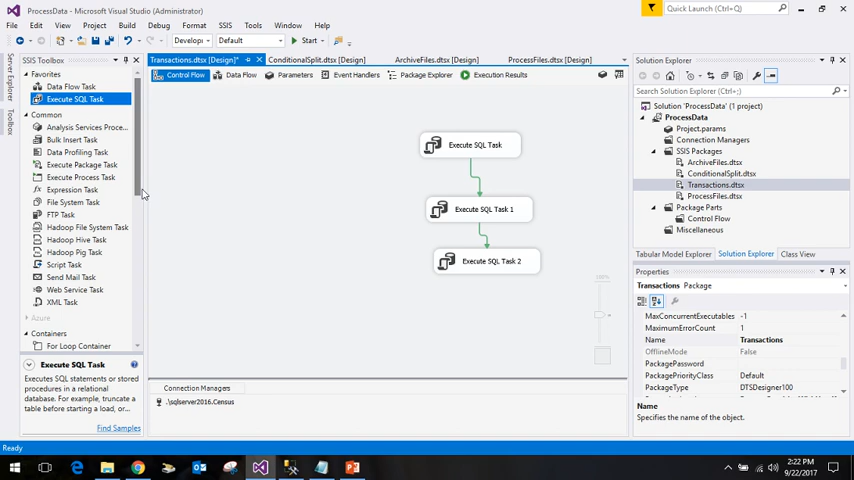 ProcessData - Microsoft Visual Studio (Administrator)
Quick Launch (Ctrl+Q)
File Edit View Project Build Debug Format SSIS Tools Window Help
Develop Default Start
SSIS Toolbox
Transactions.dtsx [Design]* ConditionalSplit.dtsx [Design] ArchiveFiles.dtsx [Design] ProcessFiles.dtsx [Design]
Solution Explorer
Server Explorer
Toolbox
Control Flow Data Flow Parameters Event Handlers Package Explorer Execution Results
Favorites
Data Flow Task
Execute SQL Task
Common
Analysis Services Proce...
Bulk Insert Task
Data Profiling Task
Execute Package Task
Execute Process Task
Expression Task
File System Task
FTP Task
Hadoop File System Task
Hadoop Hive Task
Hadoop Pig Task
Script Task
Send Mail Task
Web Service Task
XML Task
Azure
Containers
For Loop Container
Execute SQL Task
Executes SQL statements or stored
procedures in a relational
database. For example, truncate a
table before starting a load, or...
Find Samples
Execute SQL Task
Execute SQL Task 1
Execute SQL Task 2
100%
Connection Managers
.\sqlserver2016.Census
Search Solution Explorer (Ctrl+;)
Solution 'ProcessData' (1 project)
ProcessData
Project.params
Connection Managers
SSIS Packages
ArchiveFiles.dtsx
ConditionalSplit.dtsx
Transactions.dtsx
ProcessFiles.dtsx
Package Parts
Control Flow
Miscellaneous
Tabular Model Explorer Solution Explorer Class View
Properties
Transactions Package
MaxConcurrentExecutables -1
MaximumErrorCount 1
Name Transactions
OfflineMode False
PackagePassword
PackagePriorityClass Default
PackageType DTSDesigner100
Name
Specifies the name of the object.
Ready
2:22 PM
9/22/2017